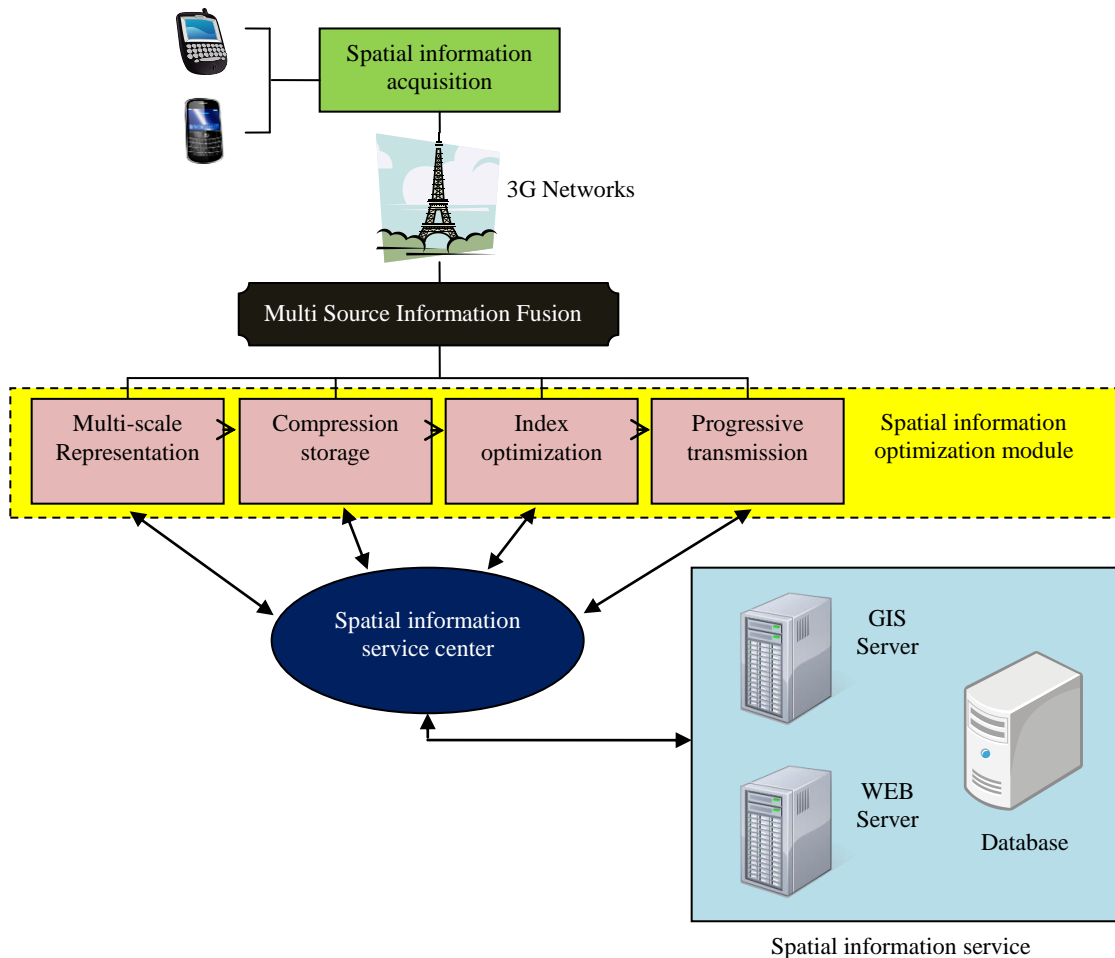 Spatial information
acquisition
3G Networks
Multi Source Information Fusion
Multi-scale
Representation
Compression
storage
Index
optimization
Progressive
transmission
Spatial information
optimization module
Spatial information
service center
GIS
Server
WEB
Server
Database
Spatial information service